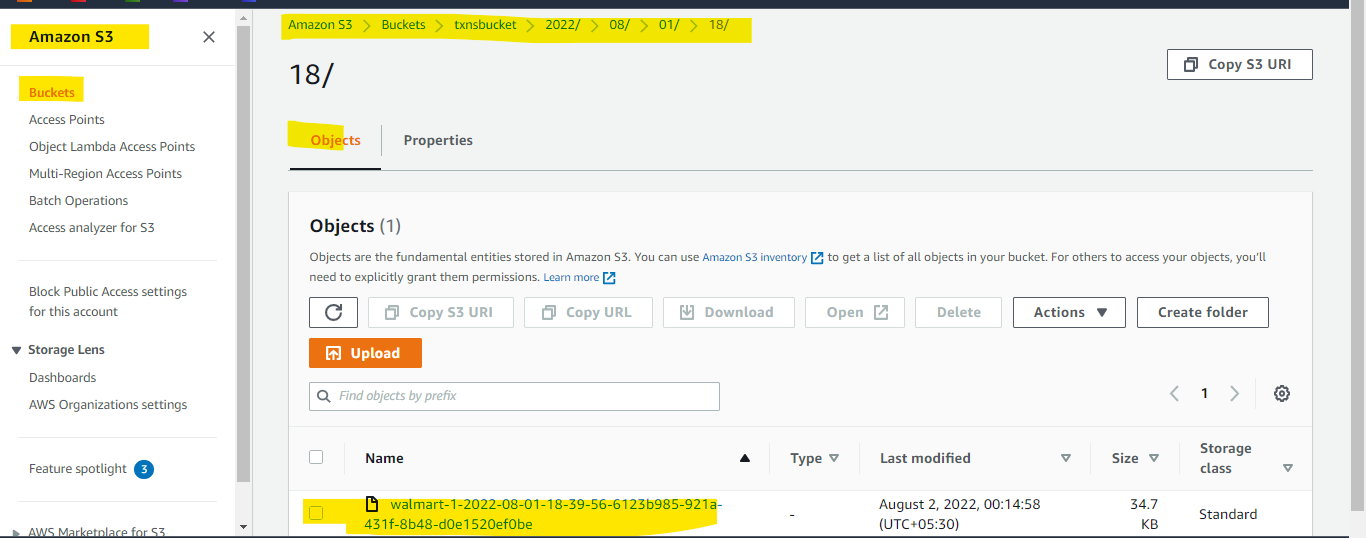 Amazon S3
Buckets
Access Points
Object Lambda Access Points
Multi-Region Access Points
Batch Operations
Access analyzer for S3
Block Public Access settings
for this account
Storage Lens
Dashboards
AWS Organizations settings
Feature spotlight 3
AWS Marketplace for S3
Amazon S3 > Buckets > txnsbucket > 2022/ > 08/ > 01/ > 18/
18/
Copy S3 URI
Objects Properties
Objects (1)
Objects are the fundamental entities stored in Amazon S3. You can use Amazon S3 inventory to get a list of all objects in your bucket. For others to access your objects, you'll
need to explicitly grant them permissions. Learn more
Copy S3 URI Copy URL Download Open Delete Actions Create folder
Upload
Find objects by prefix
1
Name Type Last modified Size Storage
class
walmart-1-2022-08-01-18-39-56-6123b985-921a- - August 2, 2022, 00:14:58 34.7 Standard
431f-8b48-d0e1520ef0be (UTC+05:30) KB